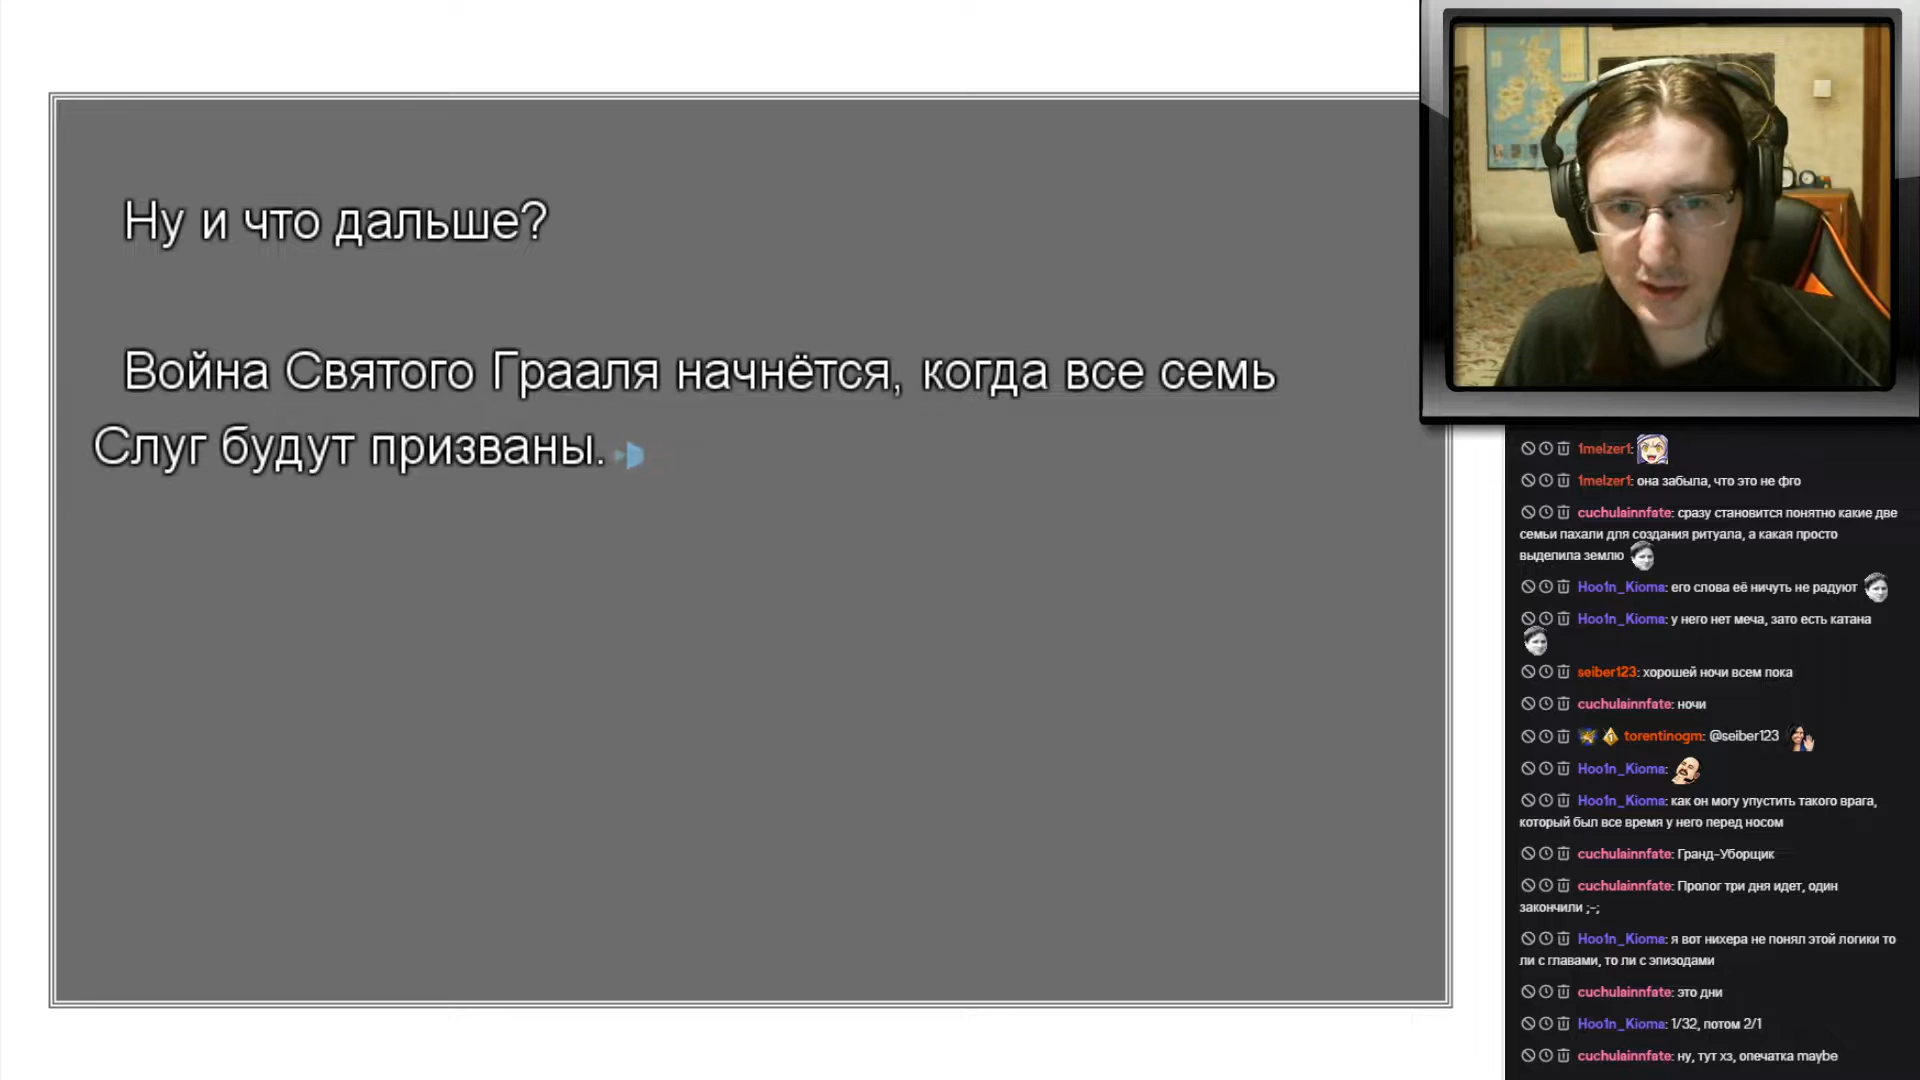 Ну и что дальше?
Война Святого Грааля начнётся, когда все семь
Слуг будут призваны.
1melzer1:
1melzer1: она забыла, что это не фго
cuchulainnfate: сразу становится понятно какие две
семьи пахали для создания ритуала, а какая просто
выделила землю
Hoo1n_Kioma: его слова её ничуть не радуют
Hoo1n_Kioma: у него нет меча, зато есть катана
seiber123: хорошей ночи всем пока
cuchulainnfate: ночи
torentinogm: @seiber123
Hoo1n_Kioma:
Hoo1n_Kioma: как он могу упустить такого врага,
который был все время у него перед носом
cuchulainnfate: Гранд-Уборщик
cuchulainnfate: Пролог три дня идет, один
закончили ;-;
Hoo1n_Kioma: я вот нихера не понял этой логики то
ли с главами, то ли с эпизодами
cuchulainnfate: это дни
Hoo1n_Kioma: 1/32, потом 2/1
cuchulainnfate: ну, тут хз, опечатка maybe